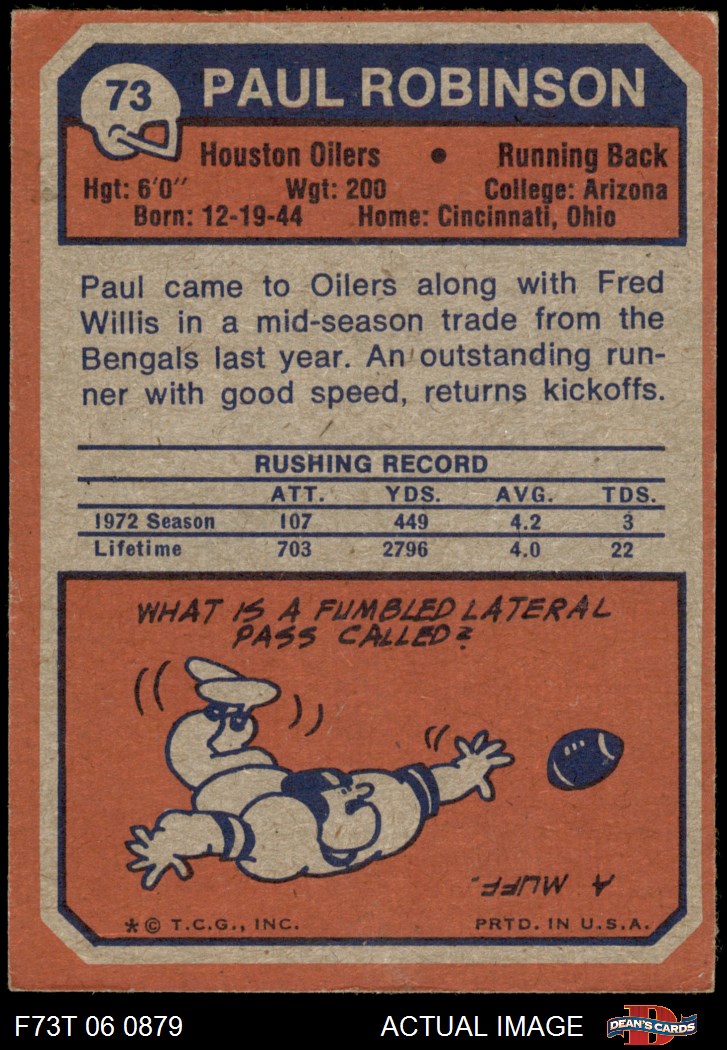 73
PAUL ROBINSON
Houston Oilers • Running Back
Hgt: 6'0" Wgt: 200 College: Arizona
Born: 12-19-44 Home: Cincinnati, Ohio
Paul came to Oilers along with Fred
Willis in a mid-season trade from the
Bengals last year. An outstanding run-
ner with good speed, returns kickoffs.
RUSHING RECORD
ATT. YDS. AVG. TDS.
1972 Season 107 449 4.2 3
Lifetime 703 2796 4.0 22
WHAT IS A FUMBLED LATERAL
PASS CALLED?
A MUFF.
* © T.C.G., INC. PRTD. IN U.S.A.
F73T 06 0879 ACTUAL IMAGE D DEAN'S CARDS